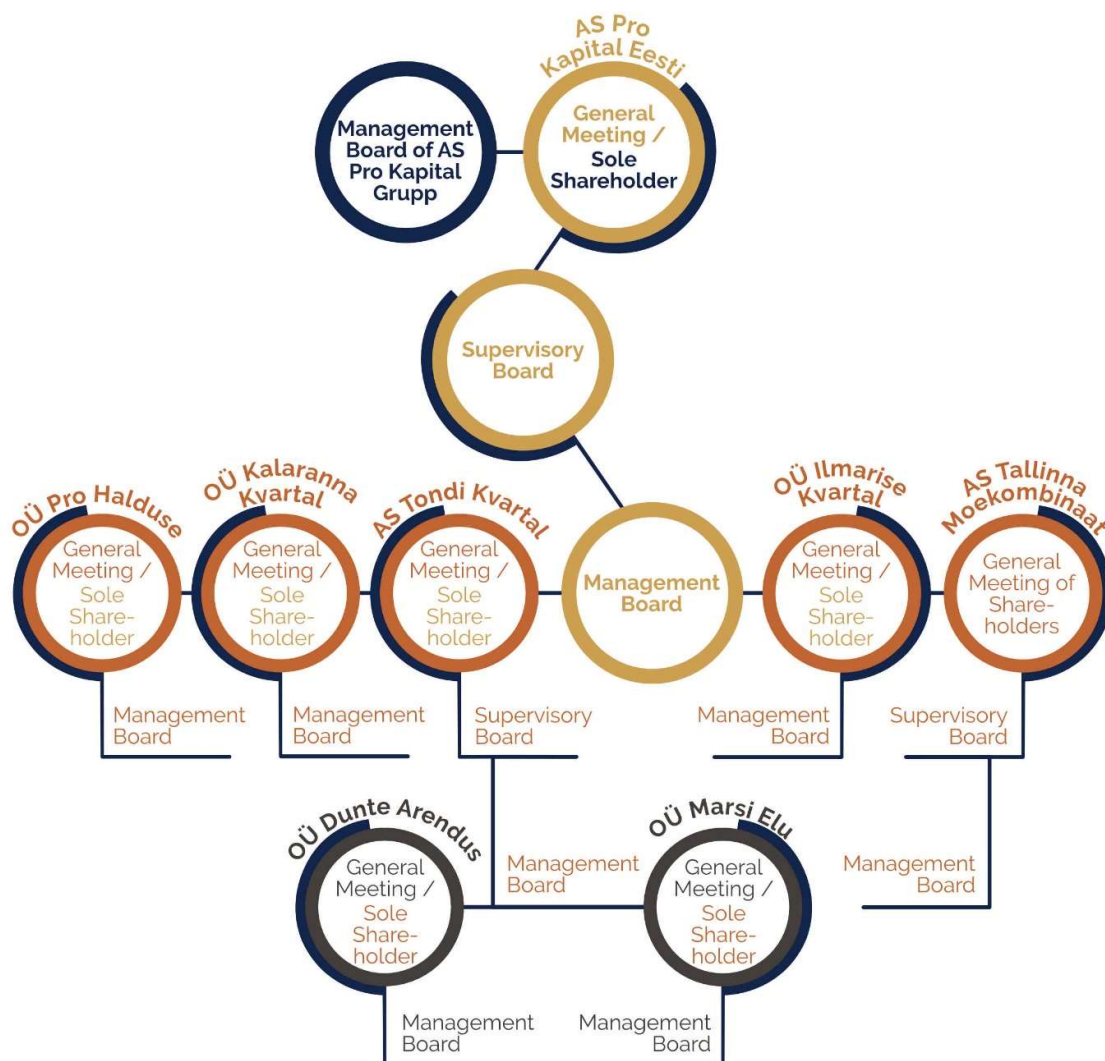 AS Pro
Kapital Eesti
Management
Board of AS
Pro Kapital
Grupp
General
Meeting /
Sole
Shareholder
Supervisory
Board
OÜ Pro Halduse
General
Meeting /
Sole
Share-
holder
OÜ Kalaranna
Kvartal
General
Meeting /
Sole
Share-
holder
AS Tondi Kvartal
General
Meeting /
Sole
Share-
holder
Management
Board
OÜ Ilmarise
Kvartal
General
Meeting /
Sole
Share-
holder
AS Tallinna
Moekombinaat
General
Meeting of
Share-
holders
Management
Board
Management
Board
Supervisory
Board
Management
Board
Supervisory
Board
OÜ Dunte Arendus
General
Meeting /
Sole
Share-
holder
Management
Board
OÜ Marsi Elu
General
Meeting /
Sole
Share-
holder
Management
Board
Management
Board
Management
Board